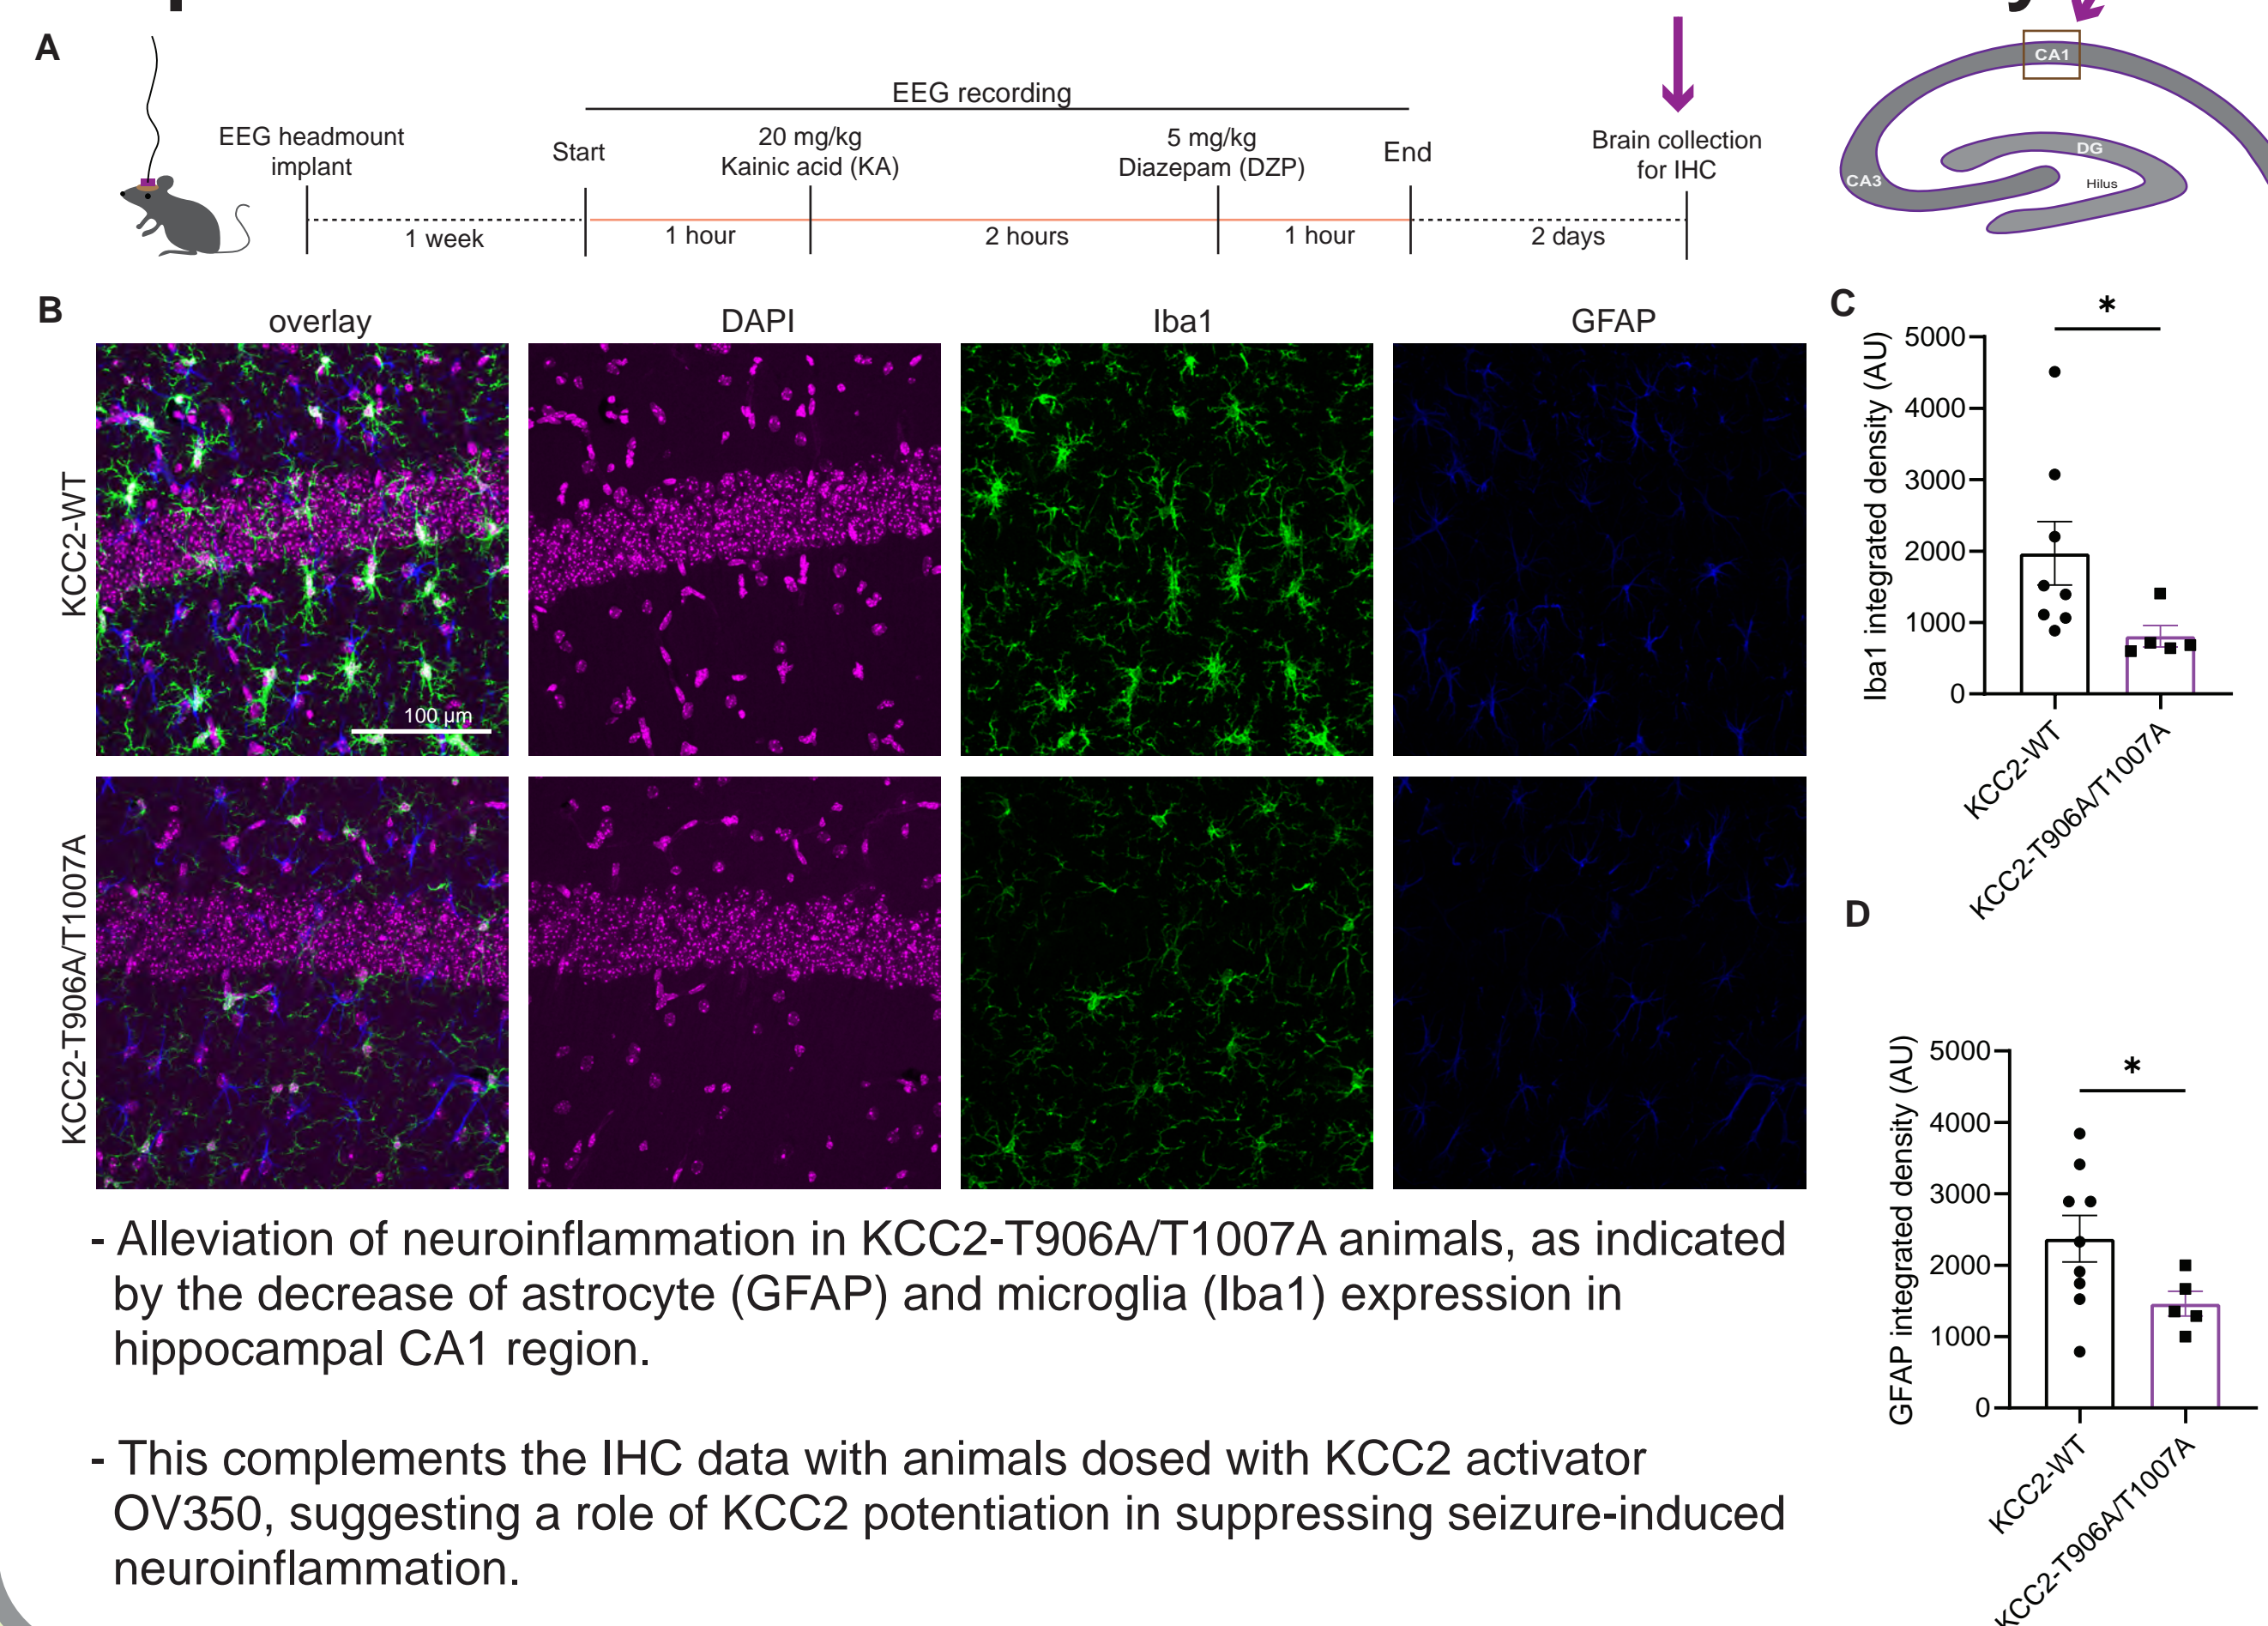 A
EEG headmount
implant
1 week
EEG recording
Start
20 mg/kg
Kainic acid (KA)
5 mg/kg
Diazepam (DZP)
End
1 hour
2 hours
1 hour
2 days
Brain collection
for IHC
CA1
DG
CA3
Hilus
B
overlay
DAPI
Iba1
GFAP
KCC2-WT
100 μm
KCC2-T906A/T1007A
C
*
Iba1 integrated density (AU)
5000
4000
3000
2000
1000
0
KCC2-WT
KCC2-T906A/T1007A
D
*
GFAP integrated density (AU)
5000
4000
3000
2000
1000
0
KCC2-WT
KCC2-T906A/T1007A
- Alleviation of neuroinflammation in KCC2-T906A/T1007A animals, as indicated
by the decrease of astrocyte (GFAP) and microglia (Iba1) expression in
hippocampal CA1 region.
- This complements the IHC data with animals dosed with KCC2 activator
OV350, suggesting a role of KCC2 potentiation in suppressing seizure-induced
neuroinflammation.